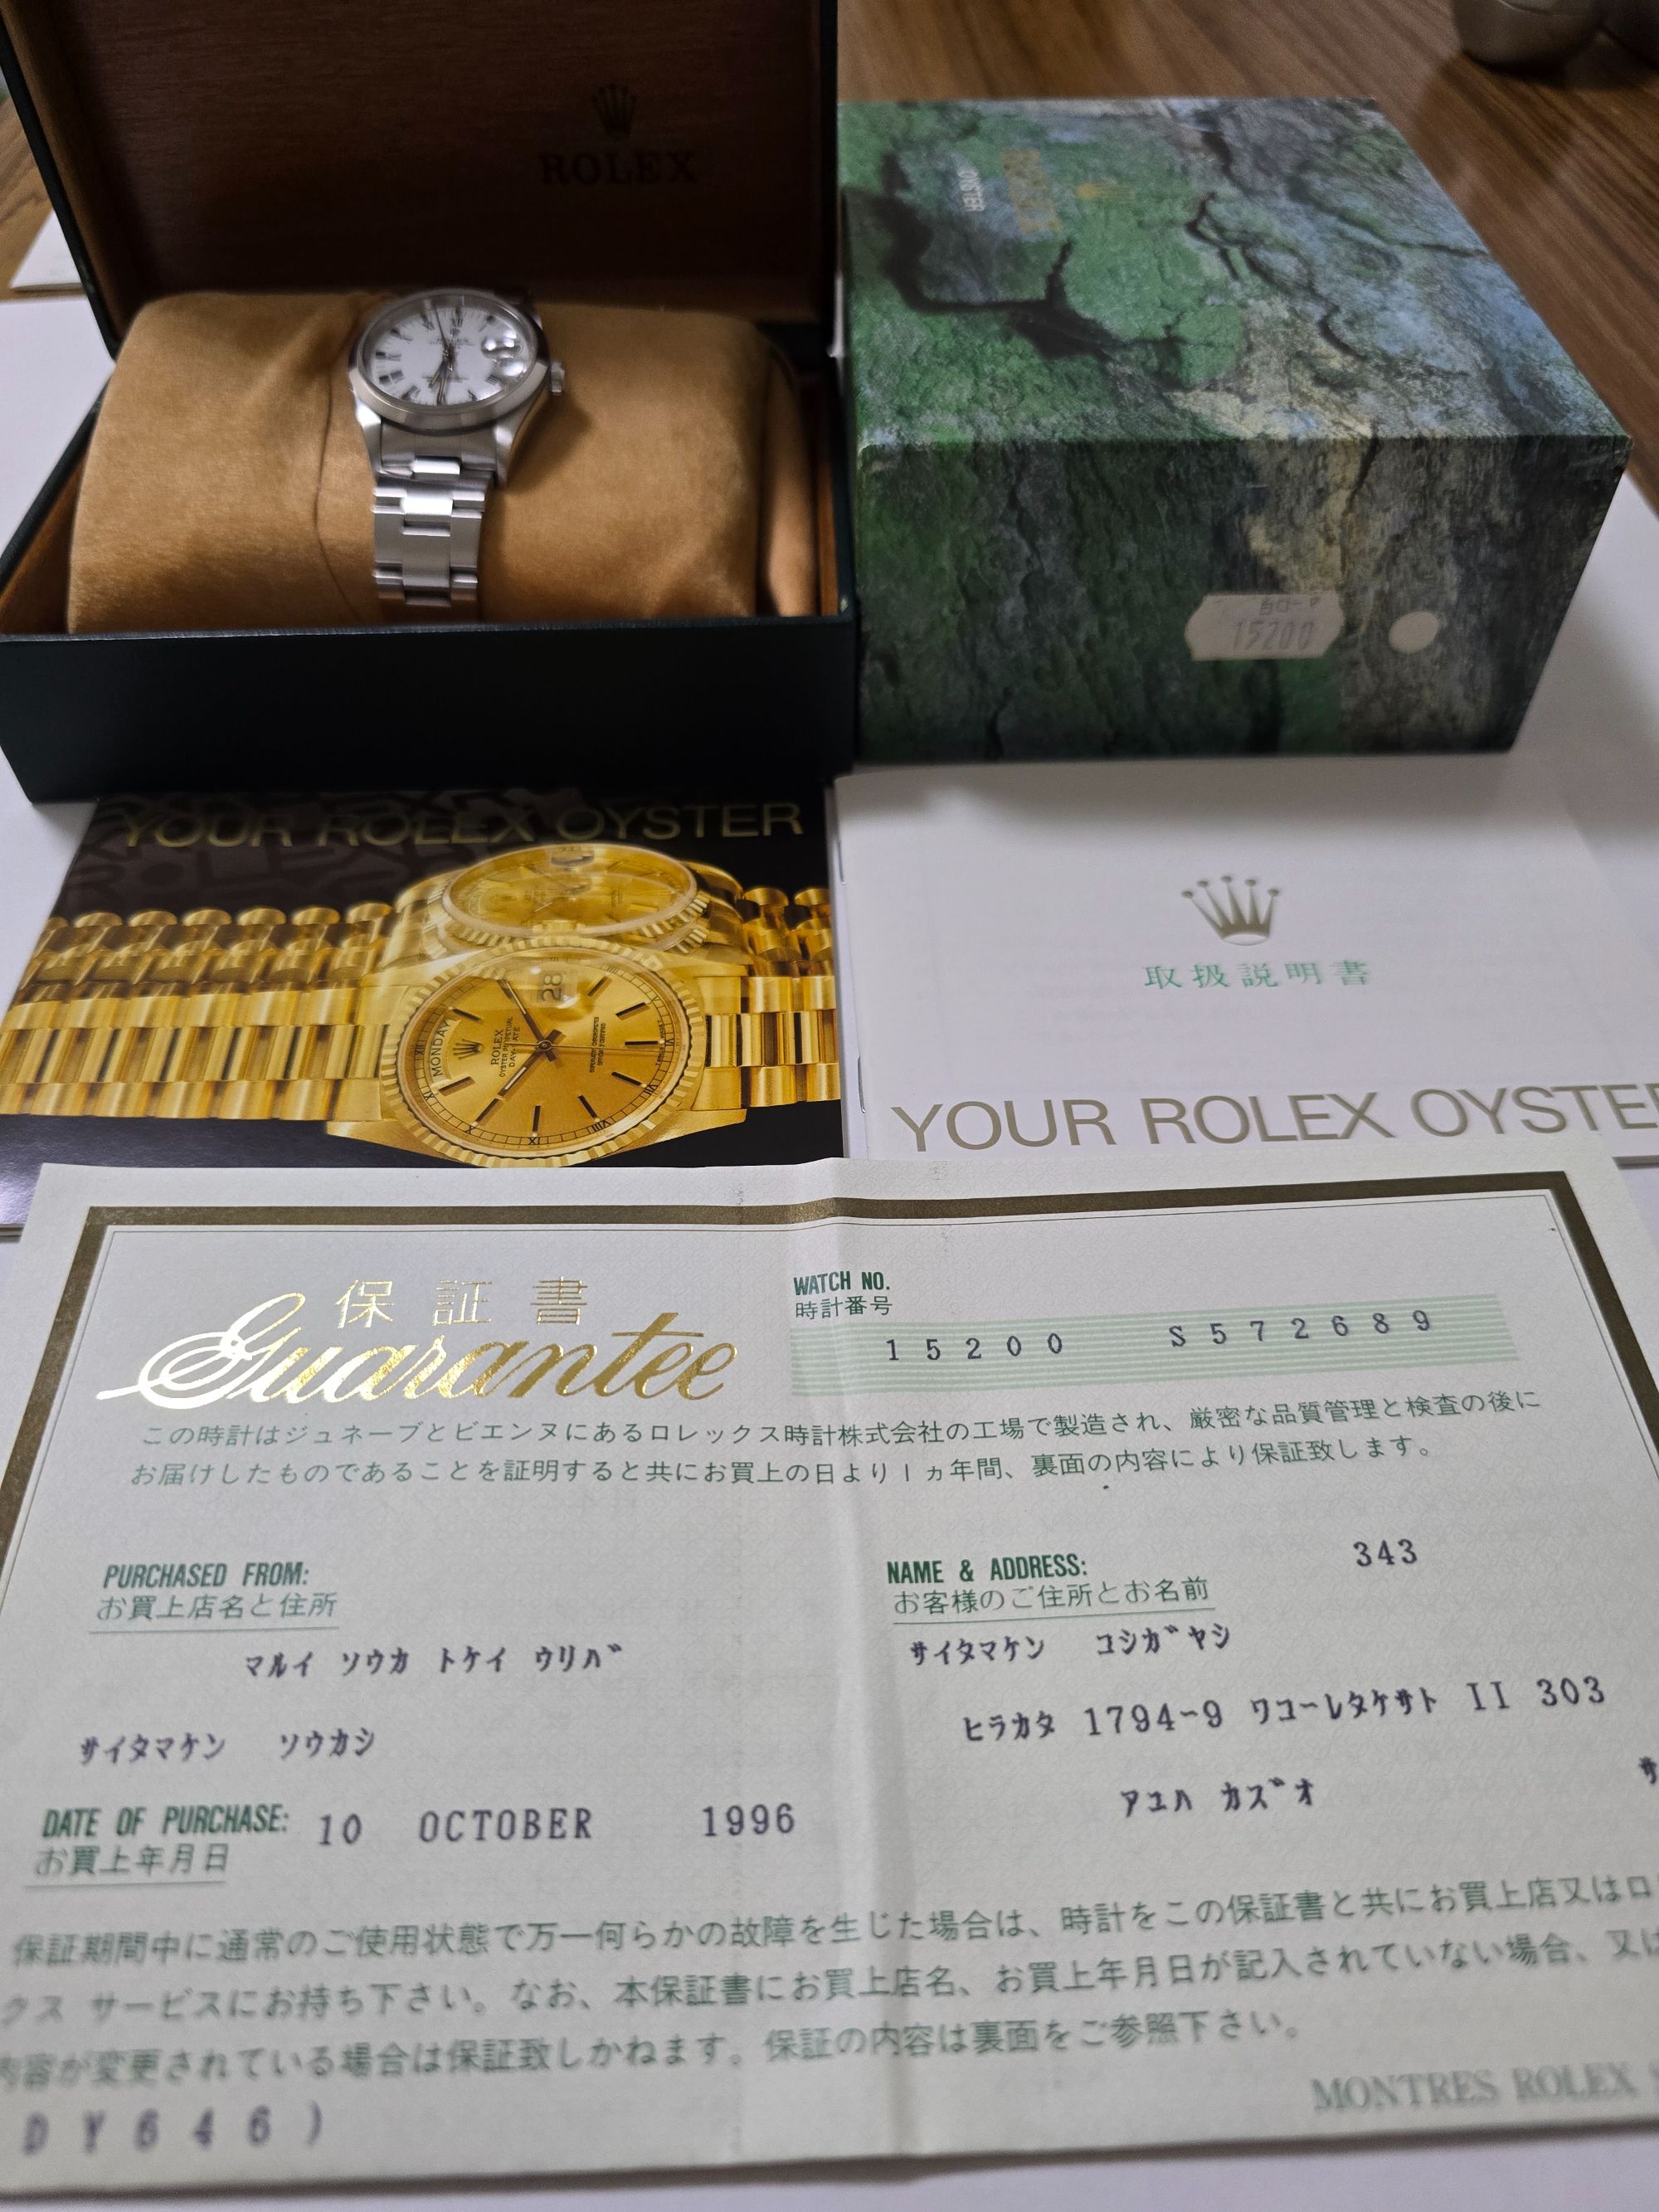 ROLEX
OYSTER
白ローマ
15200
YOUR ROLEX OYSTER
28
MONDAY
ROLEX
OYSTER PERPETUAL
DAY-DATE
取扱説明書
YOUR ROLEX OYSTE
保証書
Guarantee
WATCH NO.
時計番号
15200 S572689
この時計はジュネーブとビエンヌにあるロレックス時計株式会社の工場で製造され、厳密な品質管理と検査の後に
お届けしたものであることを証明すると共にお買上の日より1ヵ年間、裏面の内容により保証致します。
PURCHASED FROM:
お買上店名と住所
マルイ ソウカ トケイ ウリバ
サイタマケン ソウカシ
NAME & ADDRESS:
お客様のご住所とお名前
343
サイタマケン コシガヤシ
ヒラカタ 1794-9 ワコーレタケサト II 303
アユハ カズオ
サ
DATE OF PURCHASE:
お買上年月日
10 OCTOBER 1996
保証期間中に通常のご使用状態で万一何らかの故障を生じた場合は、時計をこの保証書と共にお買上店又はロ
クス サービスにお持ち下さい。なお、本保証書にお買上店名、お買上年月日が記入されていない場合、又は
内容が変更されている場合は保証致しかねます。保証の内容は裏面をご参照下さい。
MONTRES ROLEX S
DY646)